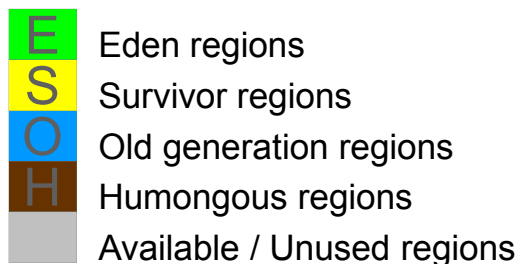 E Eden regions
S Survivor regions
O Old generation regions
H Humongous regions
Available / Unused regions